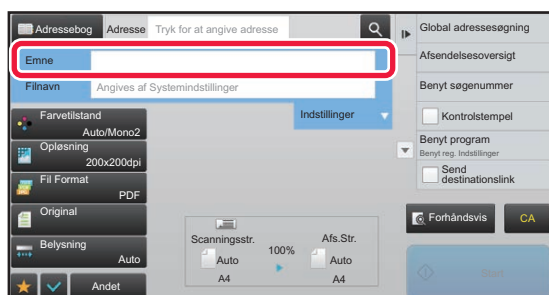 Adressebog Adresse Tryk for at angive adresse
Emne
Filnavn Angives af Systemindstillinger
Indstillinger
Farvetilstand
Auto/Mono2
Opløsning
200x200dpi
Fil Format
PDF
Original
Belysning
Auto
Andet
Scanningsstr.
Auto
A4
100%
Afs.Str.
Auto
A4
Global adressesøgning
Afsendelsesoversigt
Benyt søgenummer
Kontrolstempel
Benyt program
Benyt reg. Indstillinger
Send
destinationslink
Forhåndsvis
CA
Start